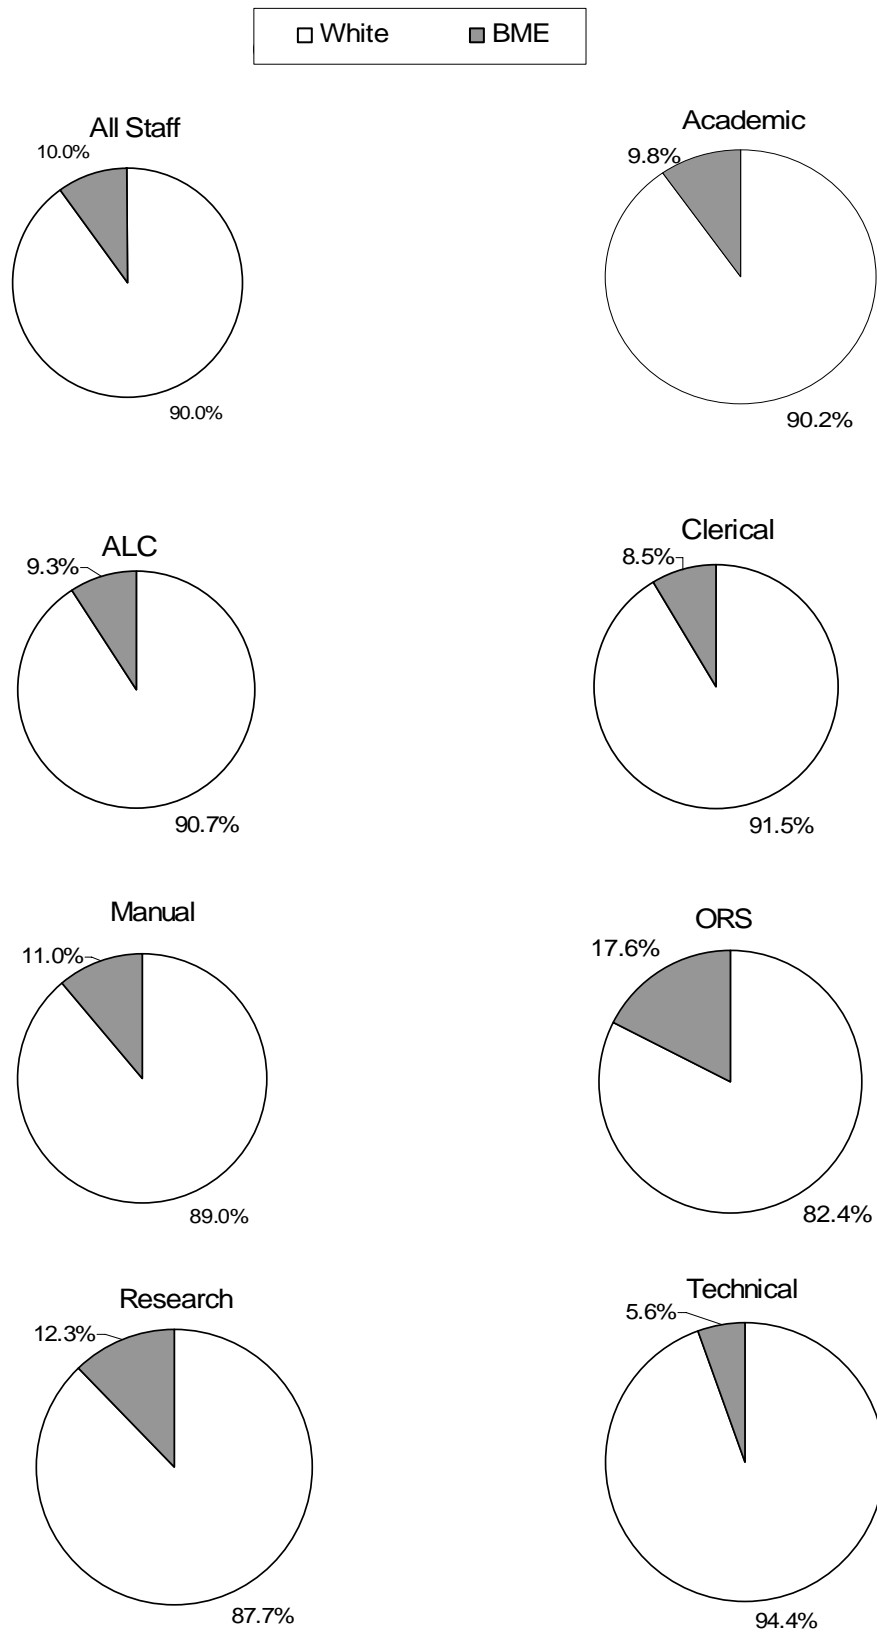 White BME
All Staff
10.0%
90.0%
Academic
9.8%
90.2%
ALC
9.3%
90.7%
Clerical
8.5%
91.5%
Manual
11.0%
89.0%
ORS
17.6%
82.4%
Research
12.3%
87.7%
Technical
5.6%
94.4%